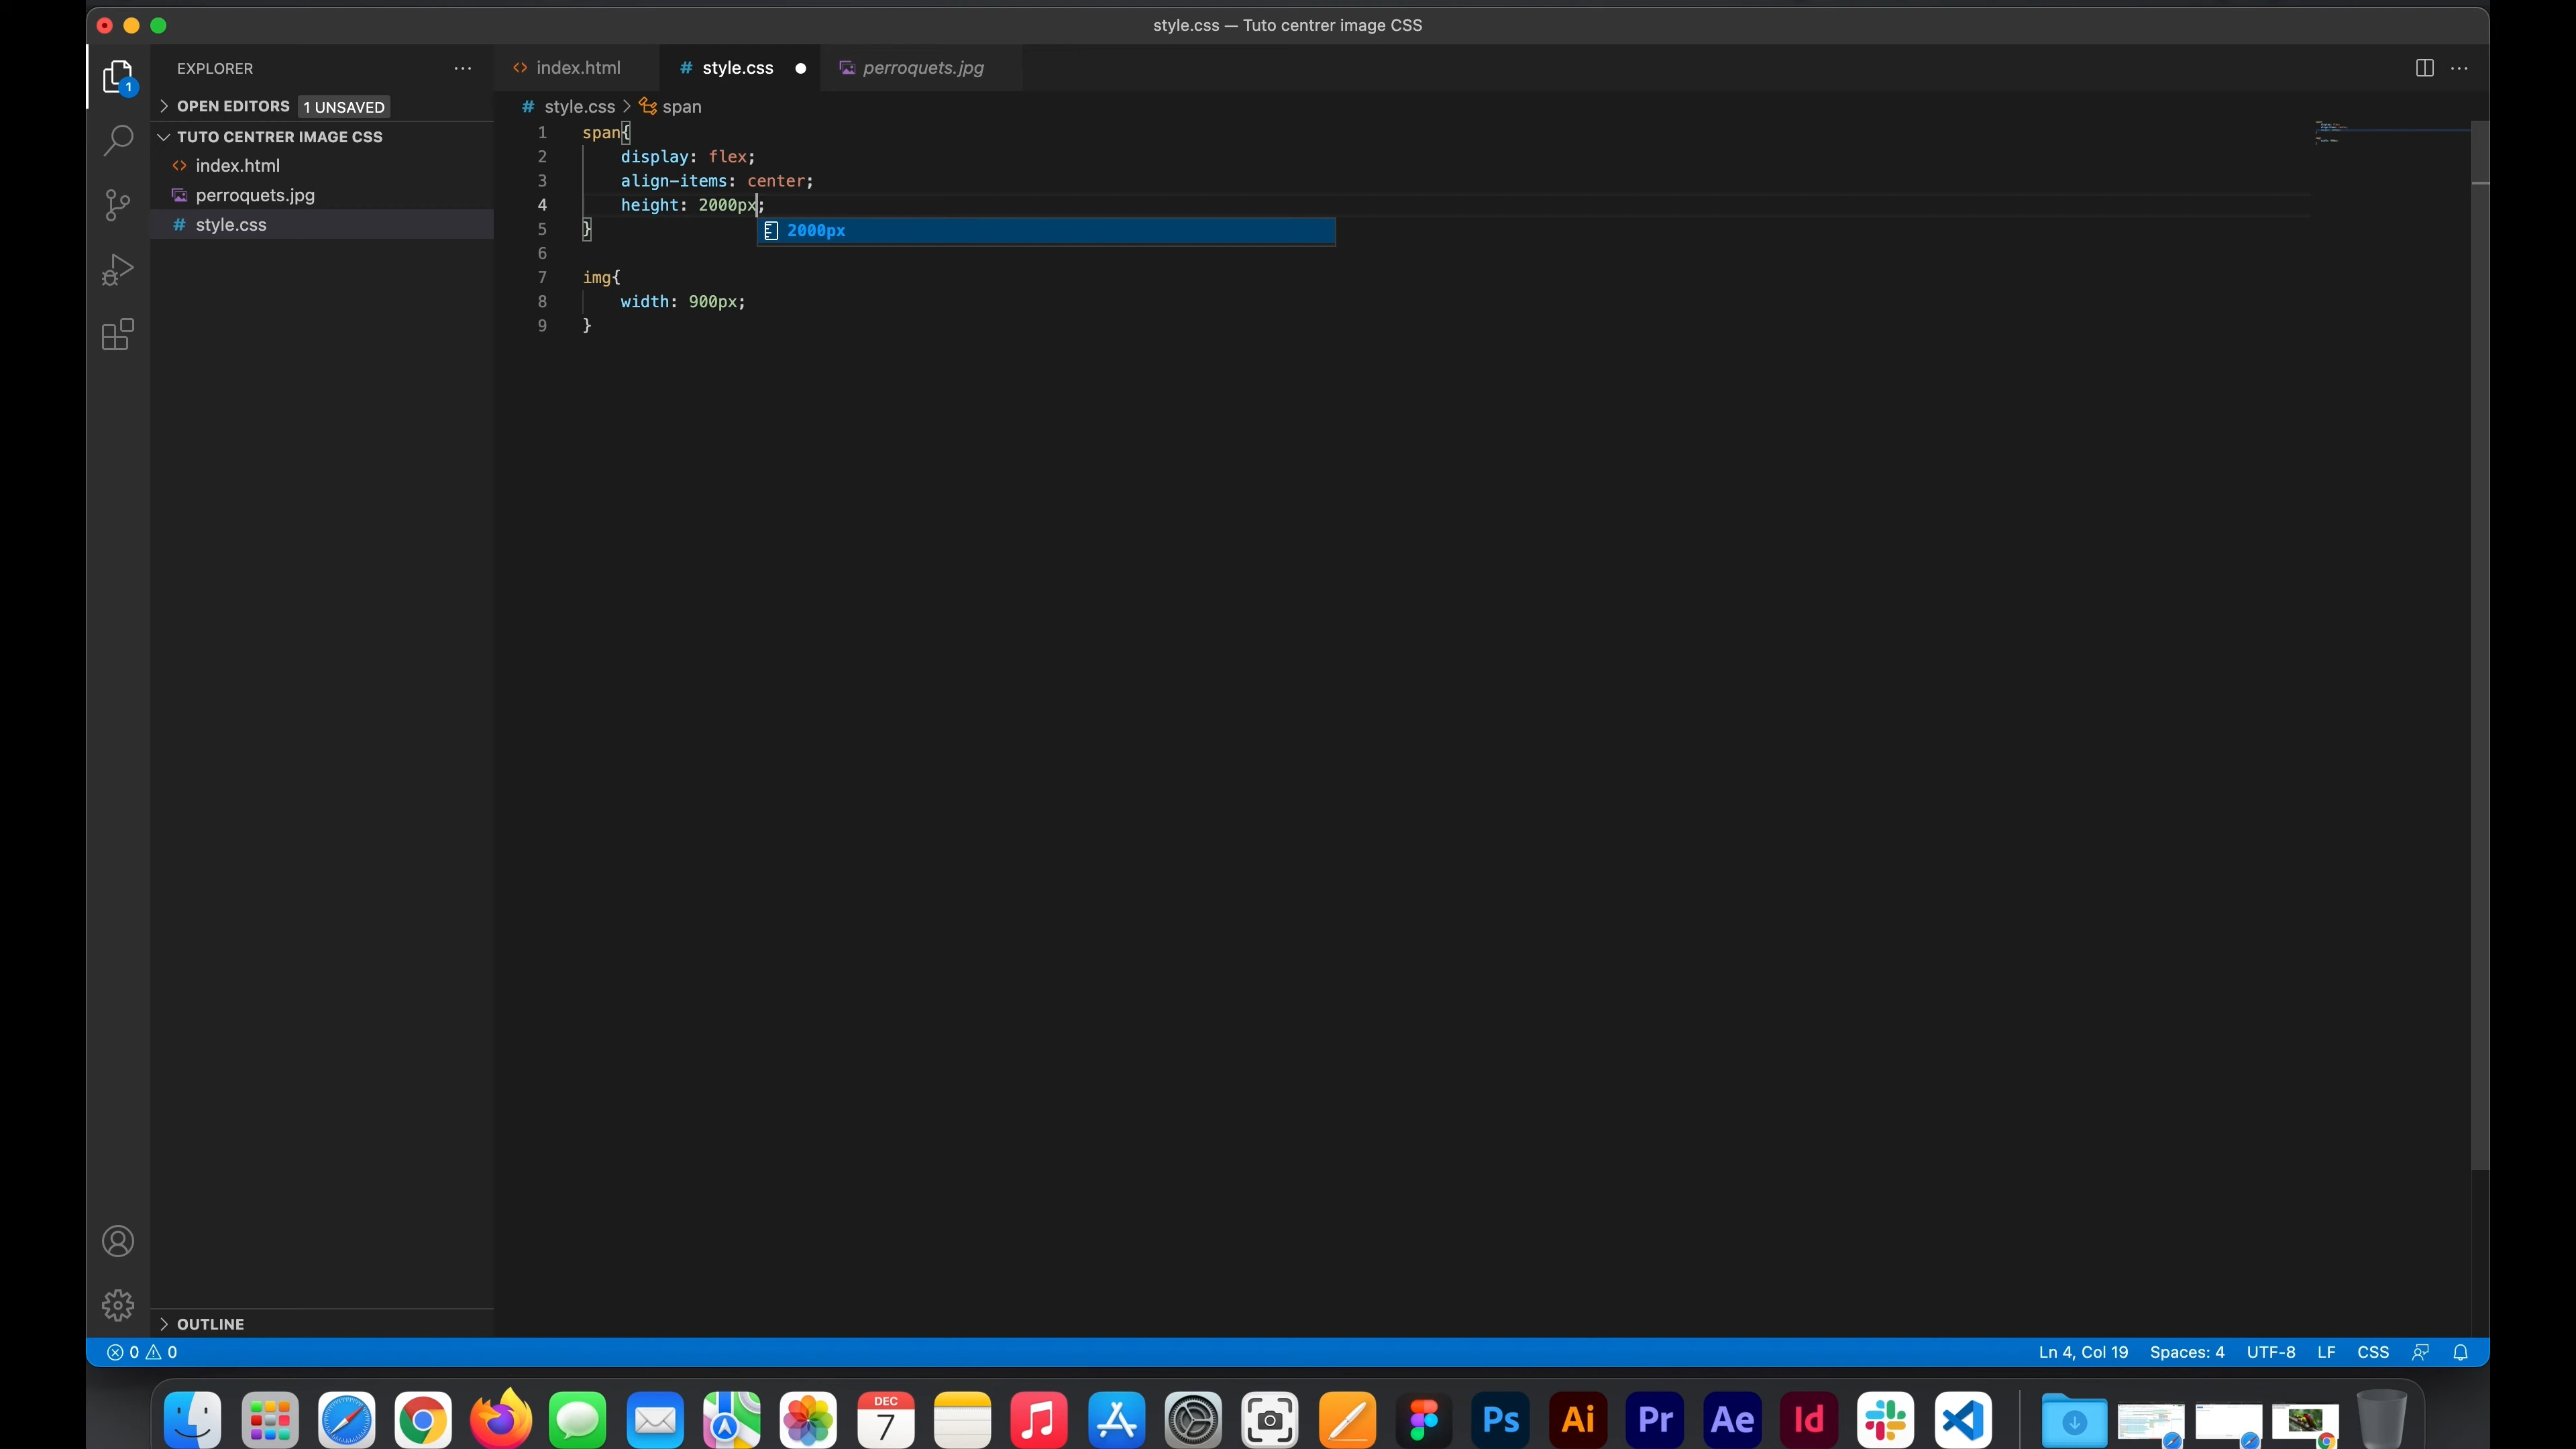 style.css — Tuto centrer image CSS
EXPLORER
index.html
# style.css
perroquets.jpg
1
OPEN EDITORS 1 UNSAVED
# style.css > span
TUTO CENTRER IMAGE CSS
index.html
perroquets.jpg
# style.css
1 span{
2 display: flex;
3 align-items: center;
4 height: 2000px;
5 }
2000px
6
7 img{
8 width: 900px;
9 }
OUTLINE
0 0
Ln 4, Col 19 Spaces: 4 UTF-8 LF CSS
DEC
7
Ps
Ai
Pr
Ae
Id